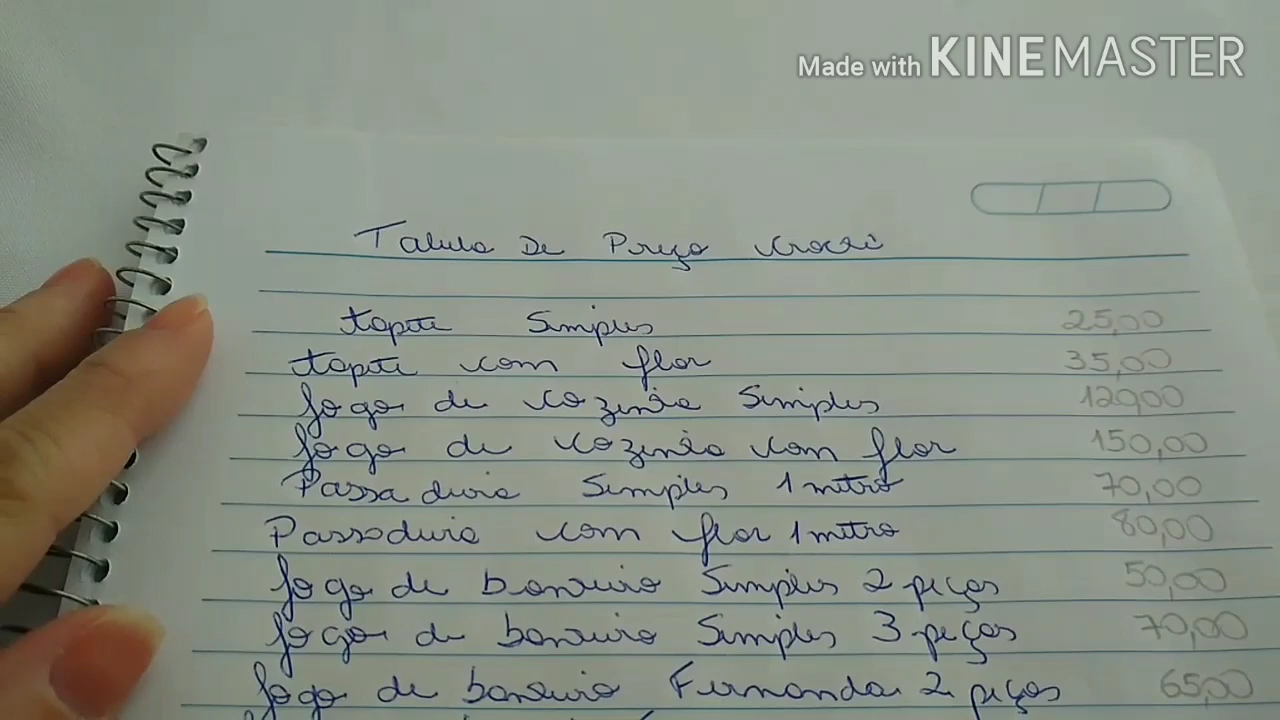 Made with KINEMASTER
Tabela De Preço Crochê
tapete Simples 25,00
tapete com flor 35,00
Jogo de cozinha Simples 120,00
Jogo de cozinha com flor 150,00
Passadeira Simples 1 metro 70,00
Passadeira com flor 1 metro 80,00
Jogo de banheiro Simples 2 peças 50,00
Jogo de banheiro Simples 3 peças 70,00
Jogo de banheiro Fernanda 2 peças 65,00